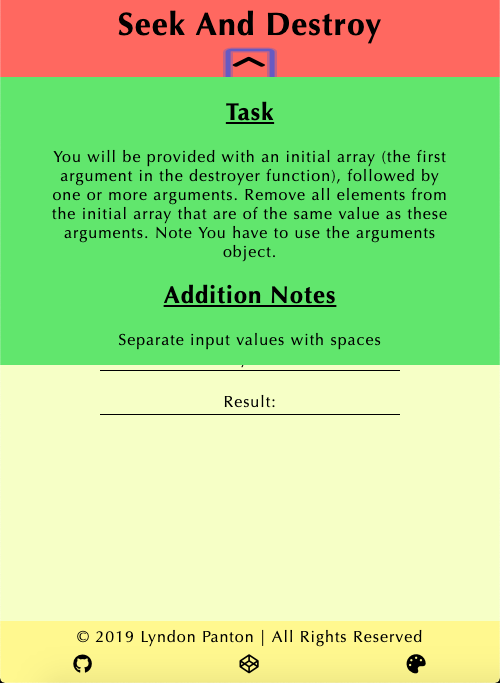 Seek And Destroy
Task
You will be provided with an initial array (the first
argument in the destroyer function), followed by
one or more arguments. Remove all elements from
the initial array that are of the same value as these
arguments. Note You have to use the arguments
object.
Addition Notes
Separate input values with spaces
Result:
© 2019 Lyndon Panton | All Rights Reserved